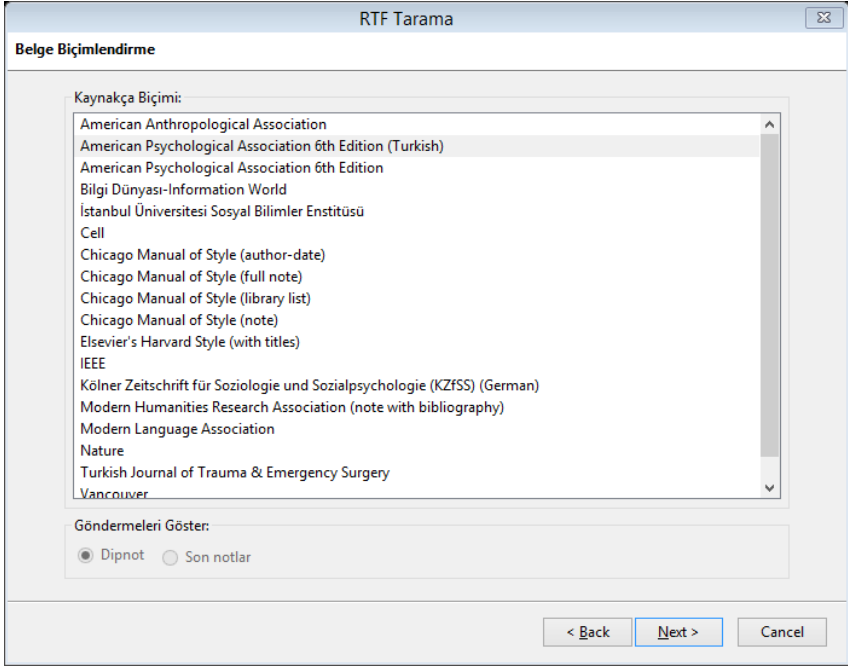 RTF Tarama
Belge Biçimlendirme
Kaynakça Biçimi:
American Anthropological Association
American Psychological Association 6th Edition (Turkish)
American Psychological Association 6th Edition
Bilgi Dünyası-Information World
İstanbul Üniversitesi Sosyal Bilimler Enstitüsü
Cell
Chicago Manual of Style (author-date)
Chicago Manual of Style (full note)
Chicago Manual of Style (library list)
Chicago Manual of Style (note)
Elsevier's Harvard Style (with titles)
IEEE
Kölner Zeitschrift für Soziologie und Sozialpsychologie (KZfSS) (German)
Modern Humanities Research Association (note with bibliography)
Modern Language Association
Nature
Turkish Journal of Trauma & Emergency Surgery
Vancouver
Göndermeleri Göster:
Dipnot Son notlar
< Back Next > Cancel